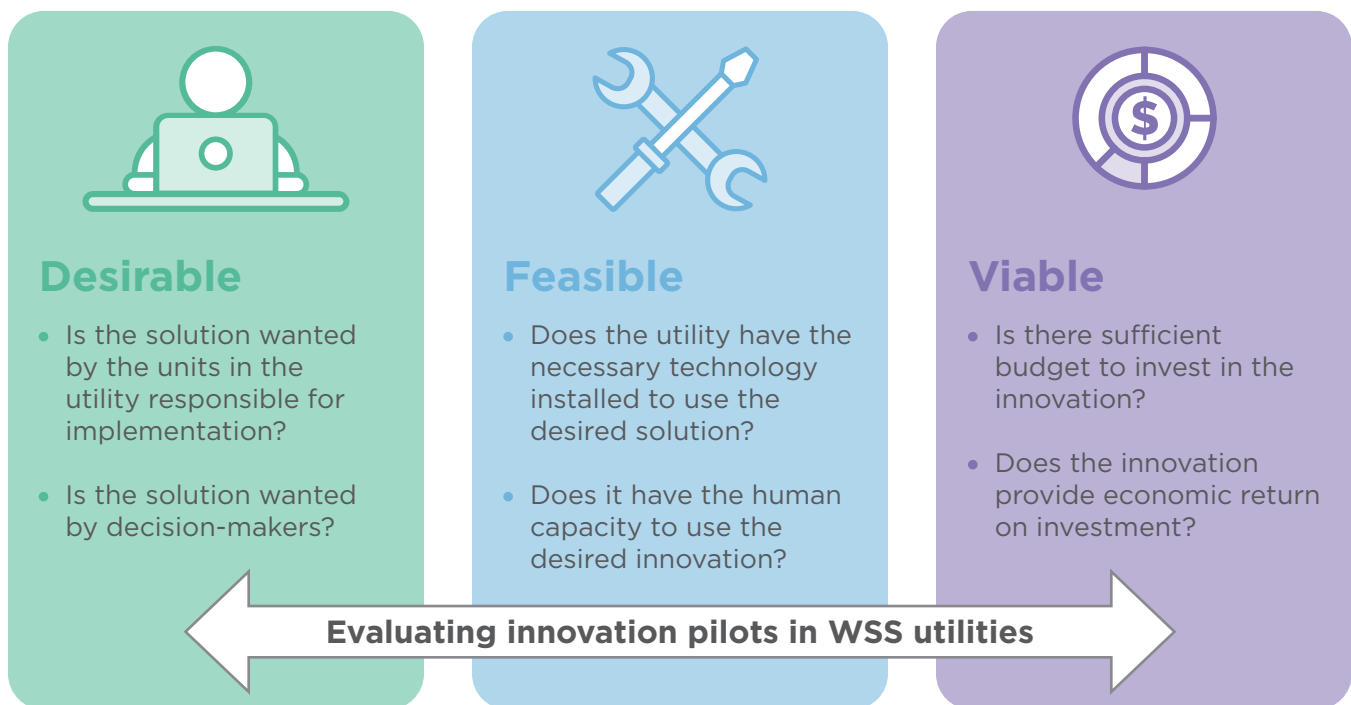 Desirable
• Is the solution wanted
by the units in the
utility responsible for
implementation?
• Is the solution wanted
by decision-makers?
Feasible
• Does the utility have the
necessary technology
installed to use the
desired solution?
• Does it have the human
capacity to use the
desired innovation?
$
Viable
• Is there sufficient
budget to invest in the
innovation?
• Does the innovation
provide economic return
on investment?
Evaluating innovation pilots in WSS utilities